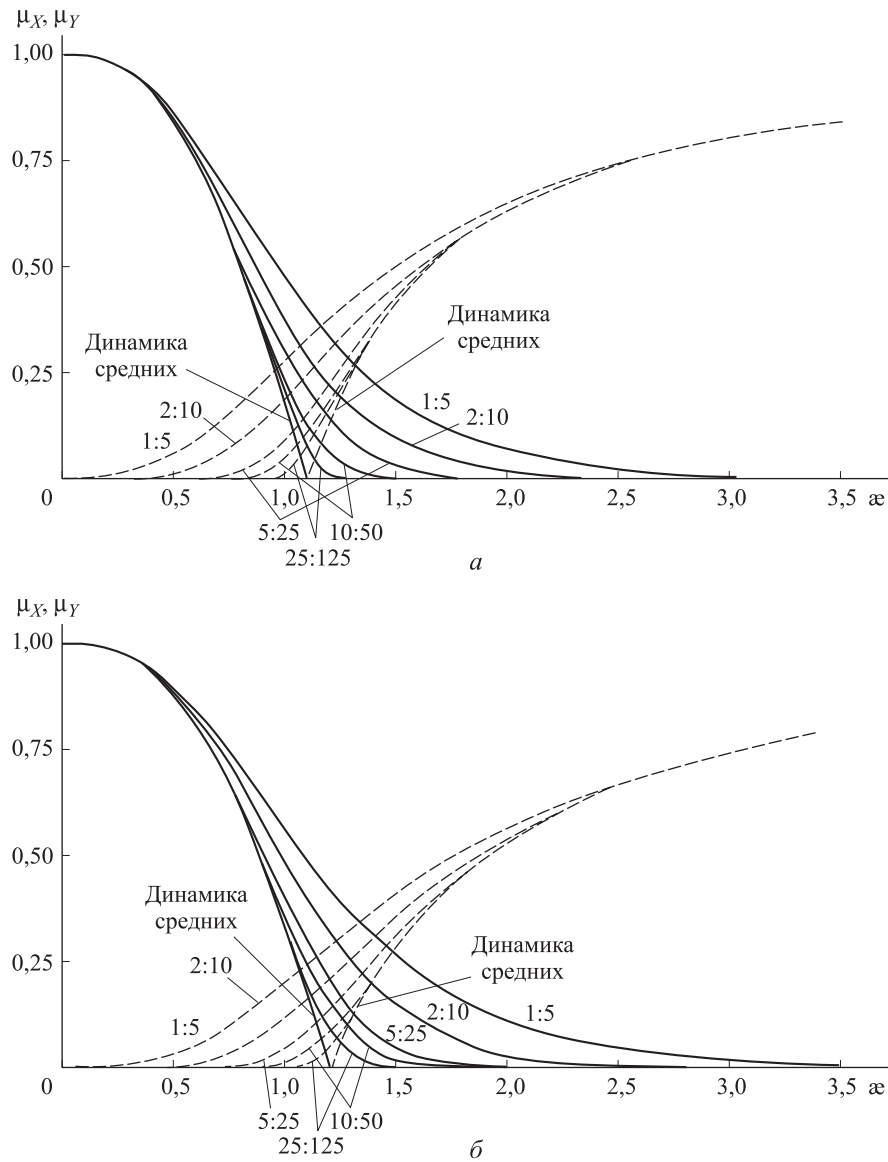 μX, μY
1,00
0,75
0,50
Динамика
средних
Динамика
средних
0,25
2:10
1:5
1:5
2:10
0
0,5
1,0
1,5
2,0
2,5
3,0
3,5
æ
5:25
10:50
25:125
а
μX, μY
1,00
0,75
0,50
Динамика
средних
Динамика
средних
0,25
2:10
1:5
2:10
5:25
1:5
0
0,5
1,0
1,5
2,0
2,5
3,0
3,5
æ
5:25
10:50
25:125
б